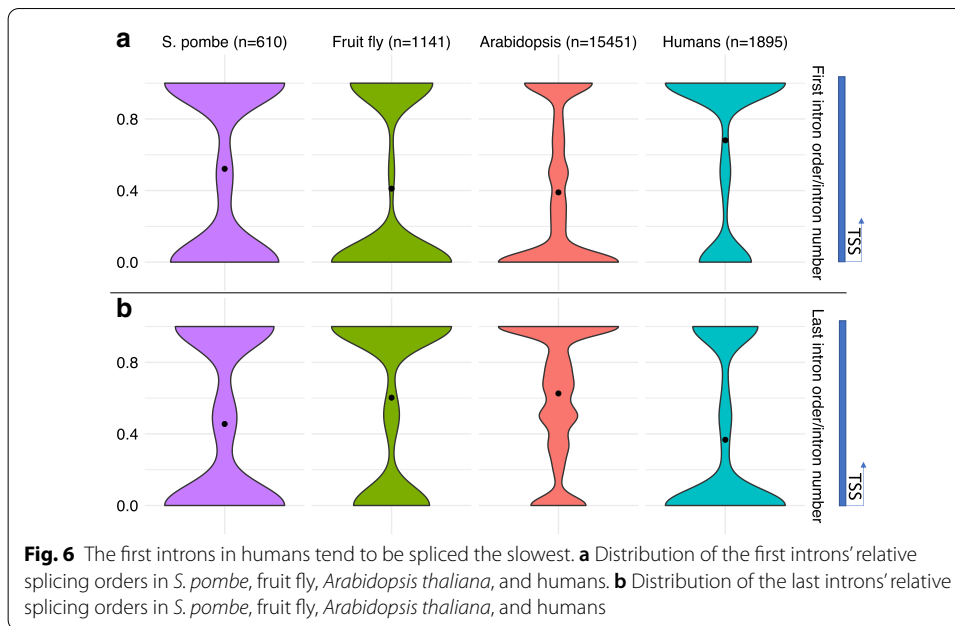 a
S. pombe (n=610) Fruit fly (n=1141) Arabidopsis (n=15451) Humans (n=1895)
0.8
0.4
0.0
First intron order/intron number
TSS
b
0.8
0.4
0.0
Last intron order/intron number
TSS
Fig. 6 The first introns in humans tend to be spliced the slowest. a Distribution of the first introns’ relative
splicing orders in S. pombe, fruit fly, Arabidopsis thaliana, and humans. b Distribution of the last introns’ relative
splicing orders in S. pombe, fruit fly, Arabidopsis thaliana, and humans